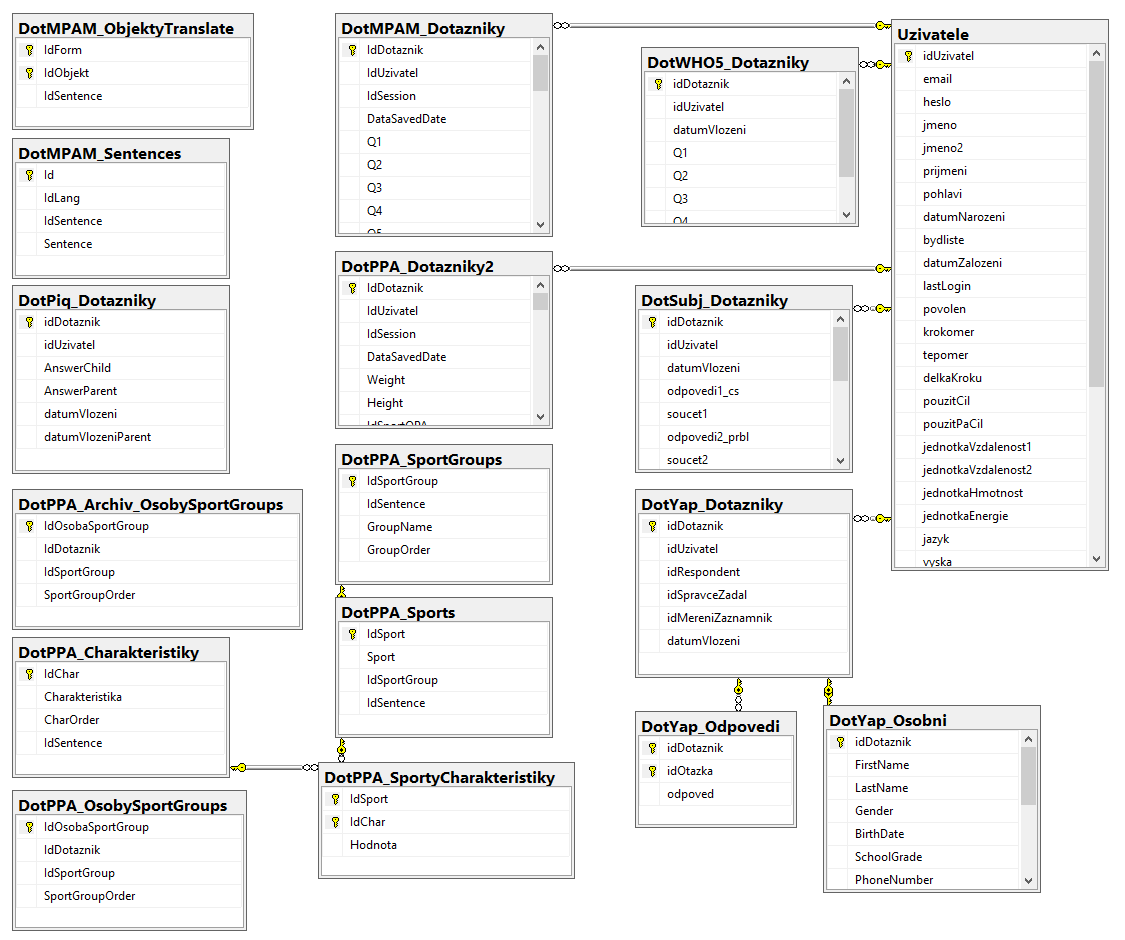 DotMPAM_ObjektyTranslate
IdForm
IdObjekt
IdSentence
DotMPAM_Sentences
Id
IdLang
IdSentence
Sentence
DotPiq_Dotazniky
idDotaznik
idUzivatel
AnswerChild
AnswerParent
datumVlozeni
datumVlozeniParent
DotPPA_Archiv_OsobySportGroups
IdOsobaSportGroup
IdDotaznik
IdSportGroup
SportGroupOrder
DotPPA_Charakteristiky
IdChar
Charakteristika
CharOrder
IdSentence
DotPPA_OsobySportGroups
IdOsobaSportGroup
IdDotaznik
IdSportGroup
SportGroupOrder
DotMPAM_Dotazniky
IdDotaznik
IdUzivatel
IdSession
DataSavedDate
Q1
Q2
Q3
Q4
Q5
DotPPA_Dotazniky2
IdDotaznik
IdUzivatel
IdSession
DataSavedDate
Weight
Height
IdSportOPA
DotPPA_SportGroups
IdSportGroup
IdSentence
GroupName
GroupOrder
DotPPA_Sports
IdSport
Sport
IdSportGroup
IdSentence
DotPPA_SportyCharakteristiky
IdSport
IdChar
Hodnota
DotWHO5_Dotazniky
idDotaznik
idUzivatel
datumVlozeni
Q1
Q2
Q3
Q4
DotSubj_Dotazniky
idDotaznik
idUzivatel
datumVlozeni
odpovedi1_cs
soucet1
odpovedi2_prbl
soucet2
DotYap_Dotazniky
idDotaznik
idUzivatel
idRespondent
idSpravceZadal
idMereniZaznamnik
datumVlozeni
DotYap_Odpovedi
idDotaznik
idOtazka
odpoved
DotYap_Osobni
idDotaznik
FirstName
LastName
Gender
BirthDate
SchoolGrade
PhoneNumber
Uzivatele
idUzivatel
email
heslo
jmeno
jmeno2
prijmeni
pohlavi
datumNarozeni
bydliste
datumZalozeni
lastLogin
povolen
krokomer
tepomer
delkaKroku
pouzitCil
pouzitPaCil
jednotkaVzdalenost1
jednotkaVzdalenost2
jednotkaHmotnost
jednotkaEnergie
jazyk
vyska